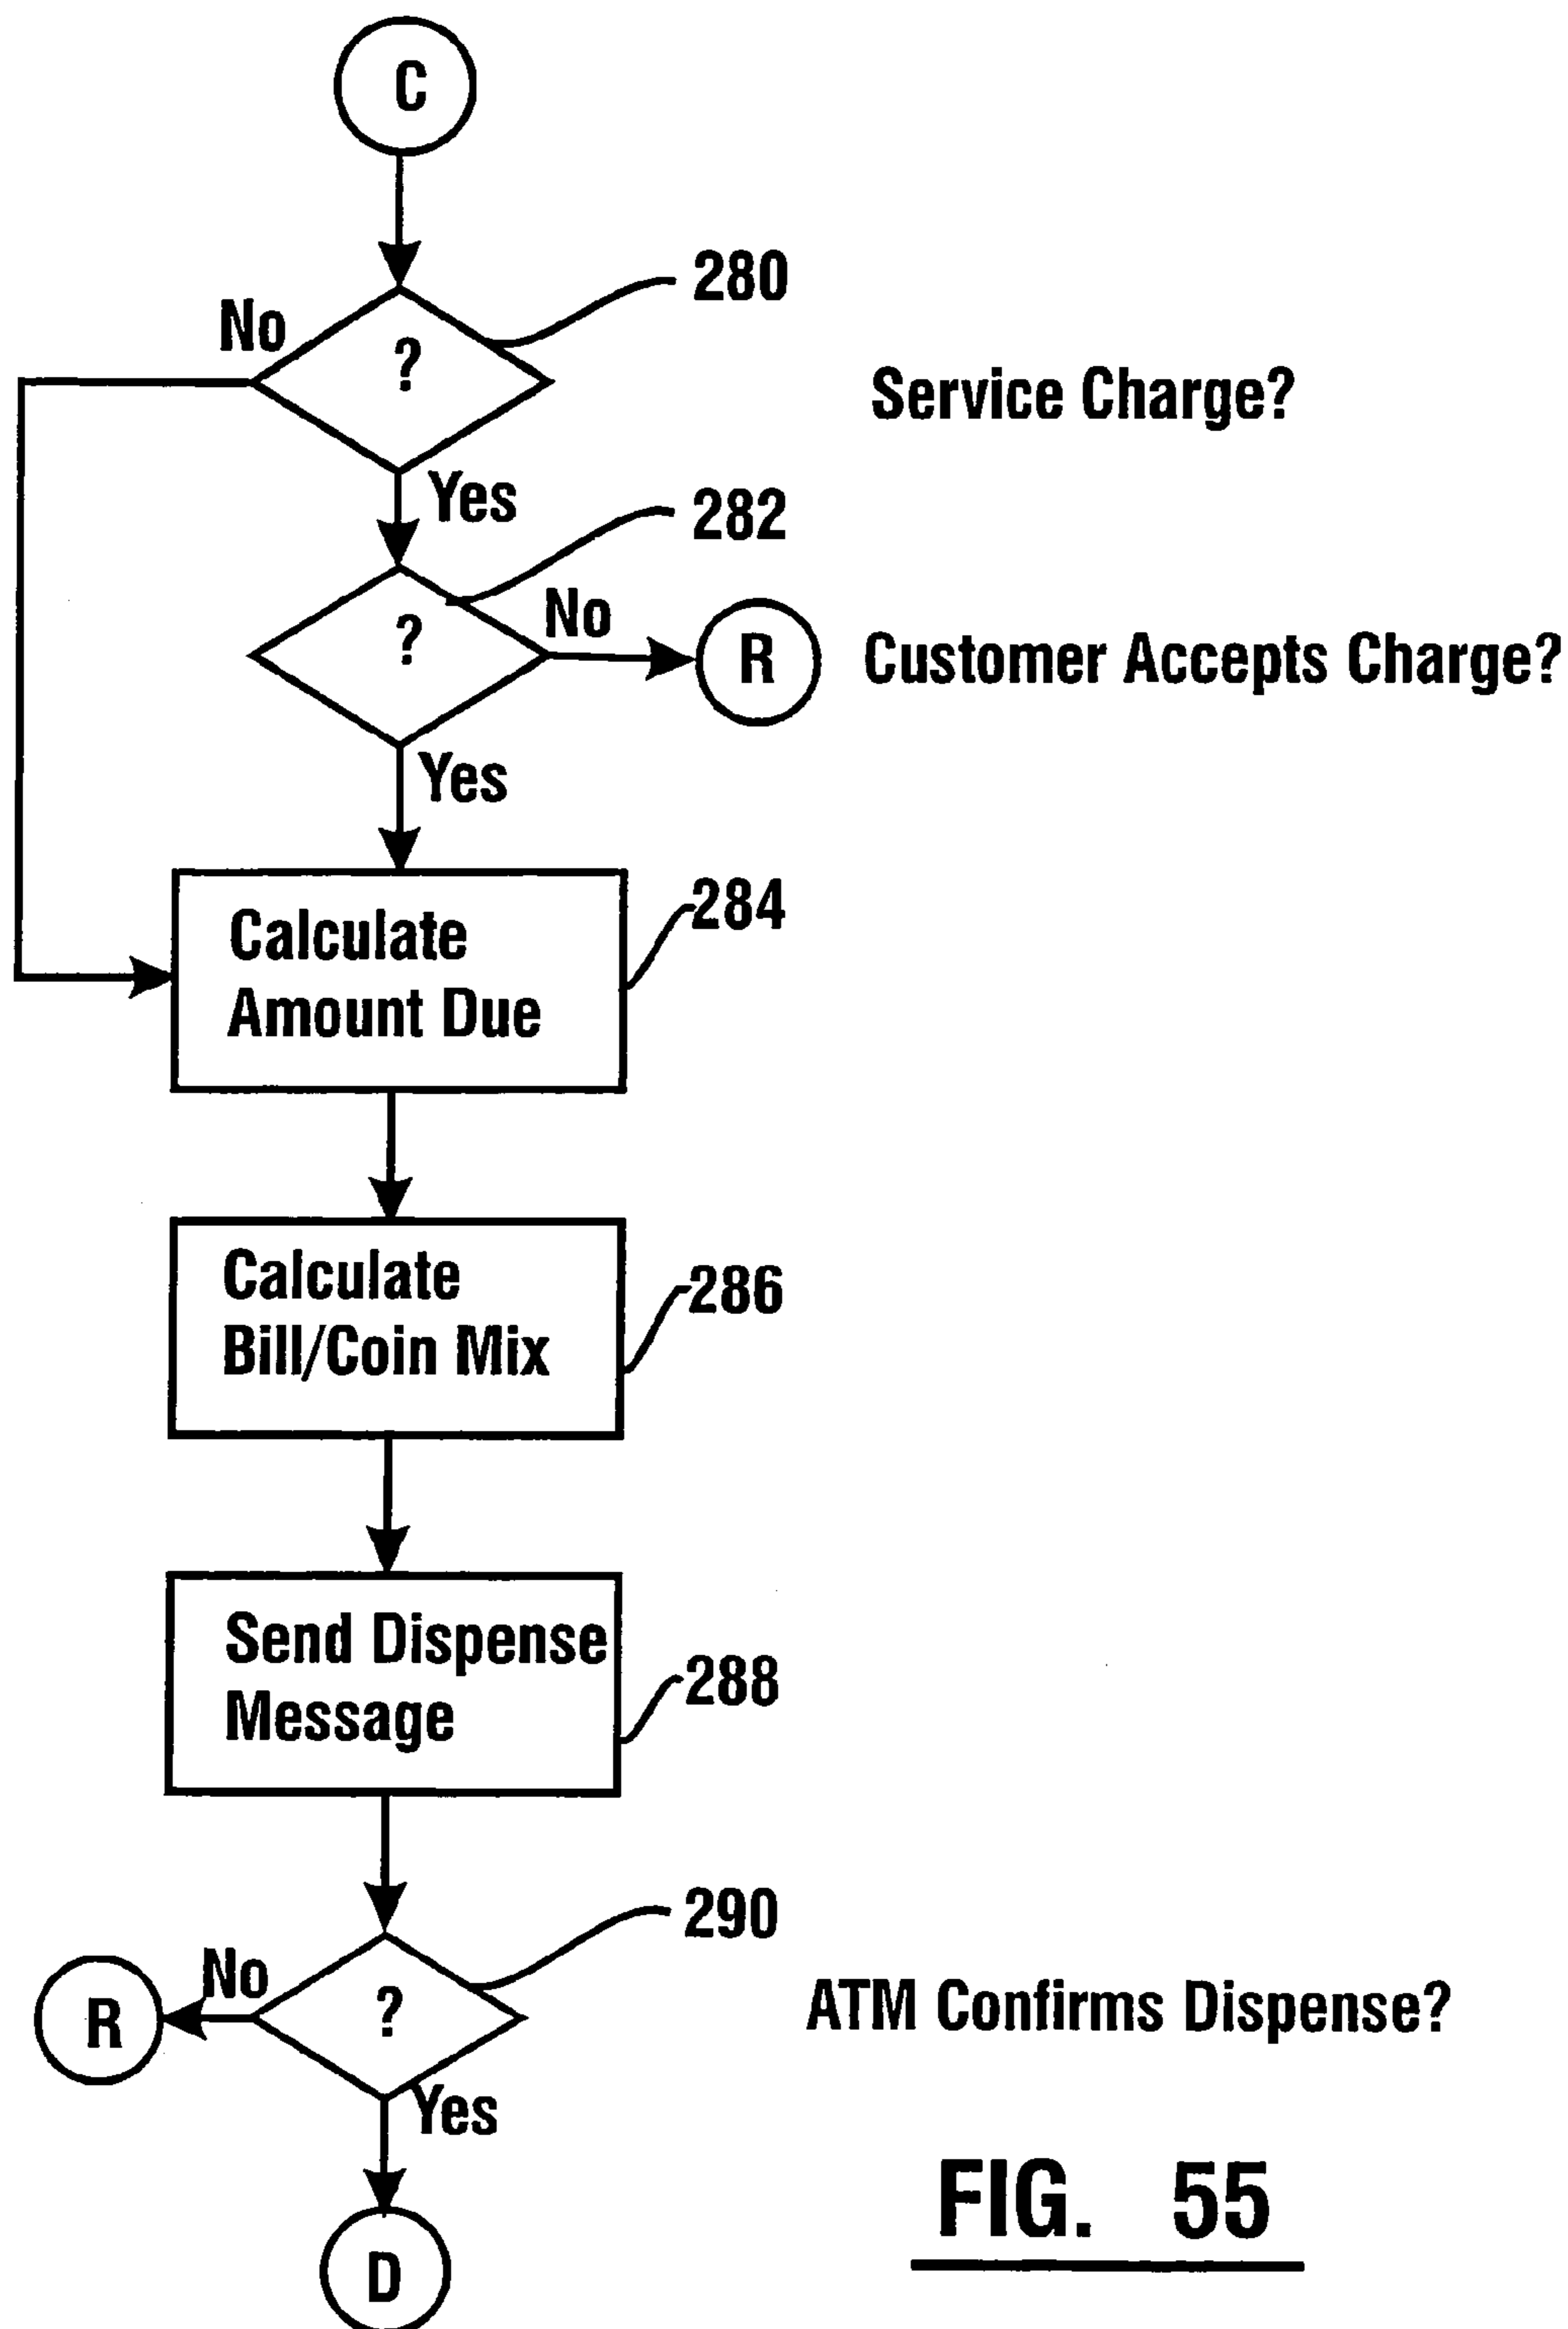 C
280
No
?
Service Charge?
Yes
282
?
No
R
Customer Accepts Charge?
Yes
284
Calculate
Amount Due
Calculate
286
Bill/Coin Mix
Send Dispense
288
Message
290
No
R
?
ATM Confirms Dispense?
Yes
FIG. 55
D